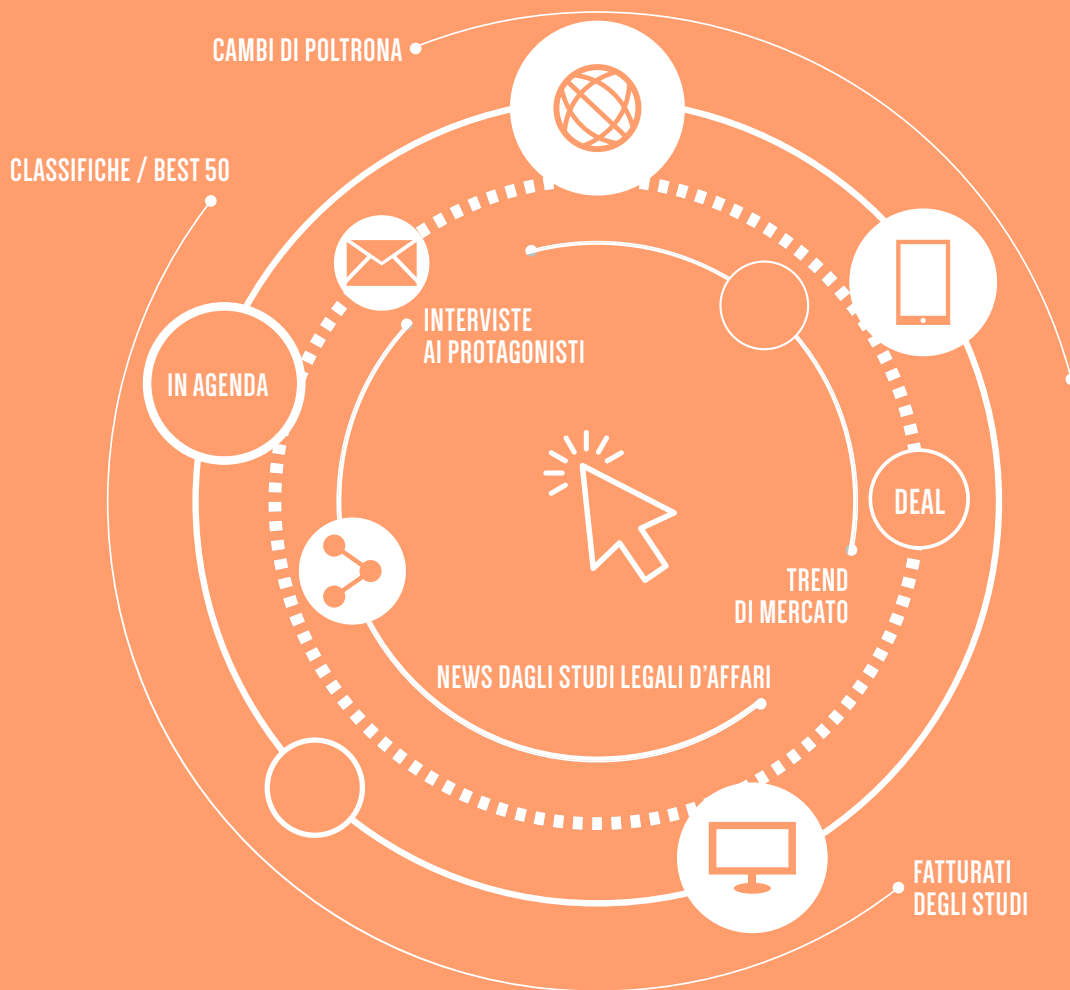 CAMBI DI POLTRONA
CLASSIFICHE / BEST 50
INTERVISTE
AI PROTAGONISTI
IN AGENDA
DEAL
TREND
DI MERCATO
NEWS DAGLI STUDI LEGALI D’AFFARI
FATTURATI
DEGLI STUDI